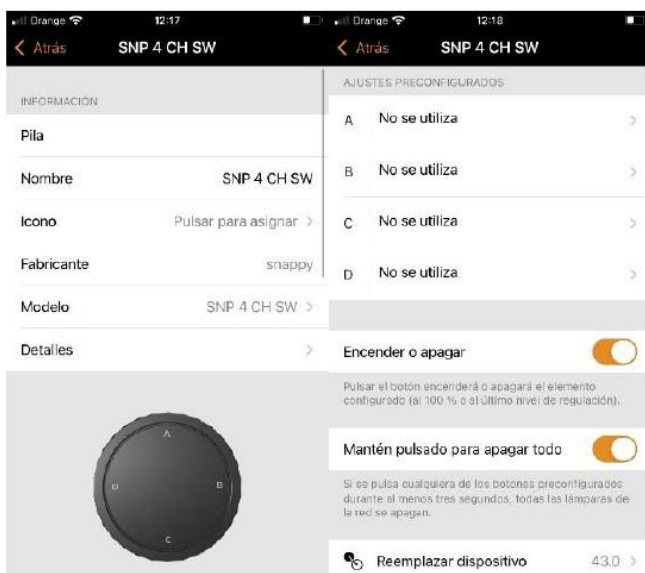 Orange 12:17
Atrás SNP 4 CH SW
INFORMACIÓN
Pila
Nombre SNP 4 CH SW
Icono Pulsar para asignar
Fabricante snappy
Modelo SNP 4 CH SW
Detalles
A
D B
C
Orange 12:18
Atrás SNP 4 CH SW
AJUSTES PRECONFIGURADOS
A No se utiliza
B No se utiliza
C No se utiliza
D No se utiliza
Encender o apagar
Pulsar el botón encenderá o apagará el elemento
configurado (al 100 % o al último nivel de regulación).
Mantén pulsado para apagar todo
Si se pulsa cualquiera de los botones preconfigurados
durante al menos tres segundos, todas las lámparas de
la red se apagan.
Reemplazar dispositivo 43.0